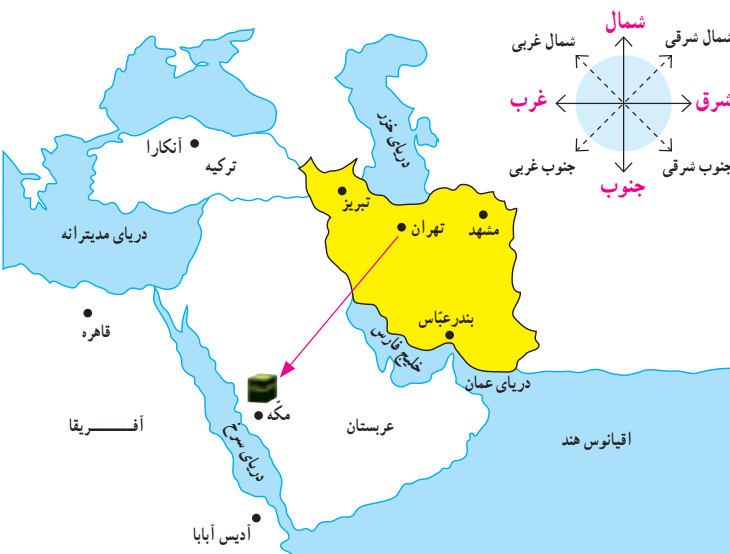 شمال
شمال شرقی
شمال غربی
شرق
غرب
جنوب شرقی
جنوب غربی
جنوب
دریای خزر
آنکارا
ترکیه
تبریز
تهران
مشهد
دریای مدیترانه
قاهره
بندرعبّاس
خلیج فارس
دریای عمان
مکّه
عربستان
آفـــــریقا
دریای سرخ
اقیانوس هند
آدیس آبابا